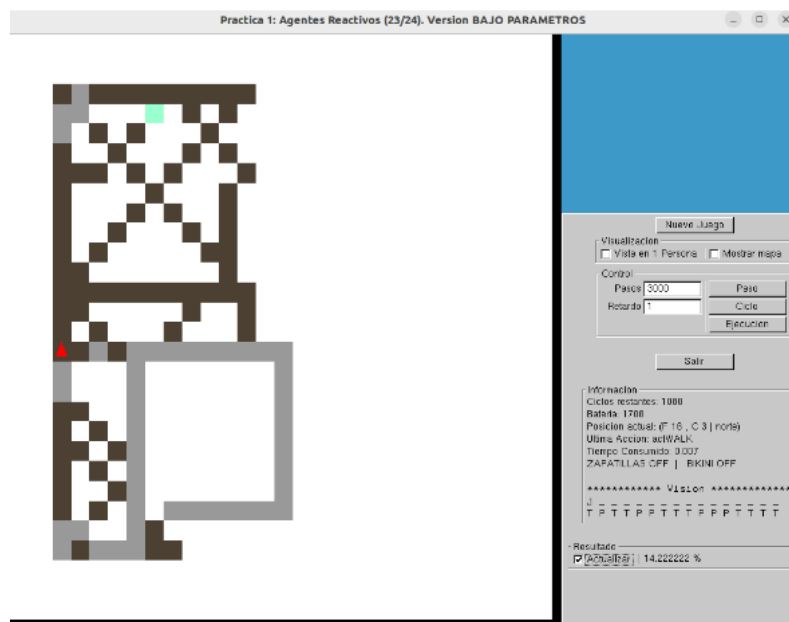 Practica 1: Agentes Reactivos (23/24). Version BAJO PARAMETROS
Nuevo Juego
Visualizacion
Vista en 1 Persona
Mostrar mapa
Control
Pasos 3000 Paso
Retardo 1 Ciclo
Ejecucion
Salir
Informacion
Ciclos restantes: 1000
Bateria: 1700
Posicion actual: (F 16 , C 3 | norte)
Ultima Accion: actWALK
Tiempo Consumido: 0.007
ZAPATILLAS OFF | BIKINI OFF
************ Vision *************
J _ _ _ _ _ _ _ _ _ _ _ _ _ _ _
T P T T P P T T T P P P T T T T
Resultado
Actualizar 14.222222 %